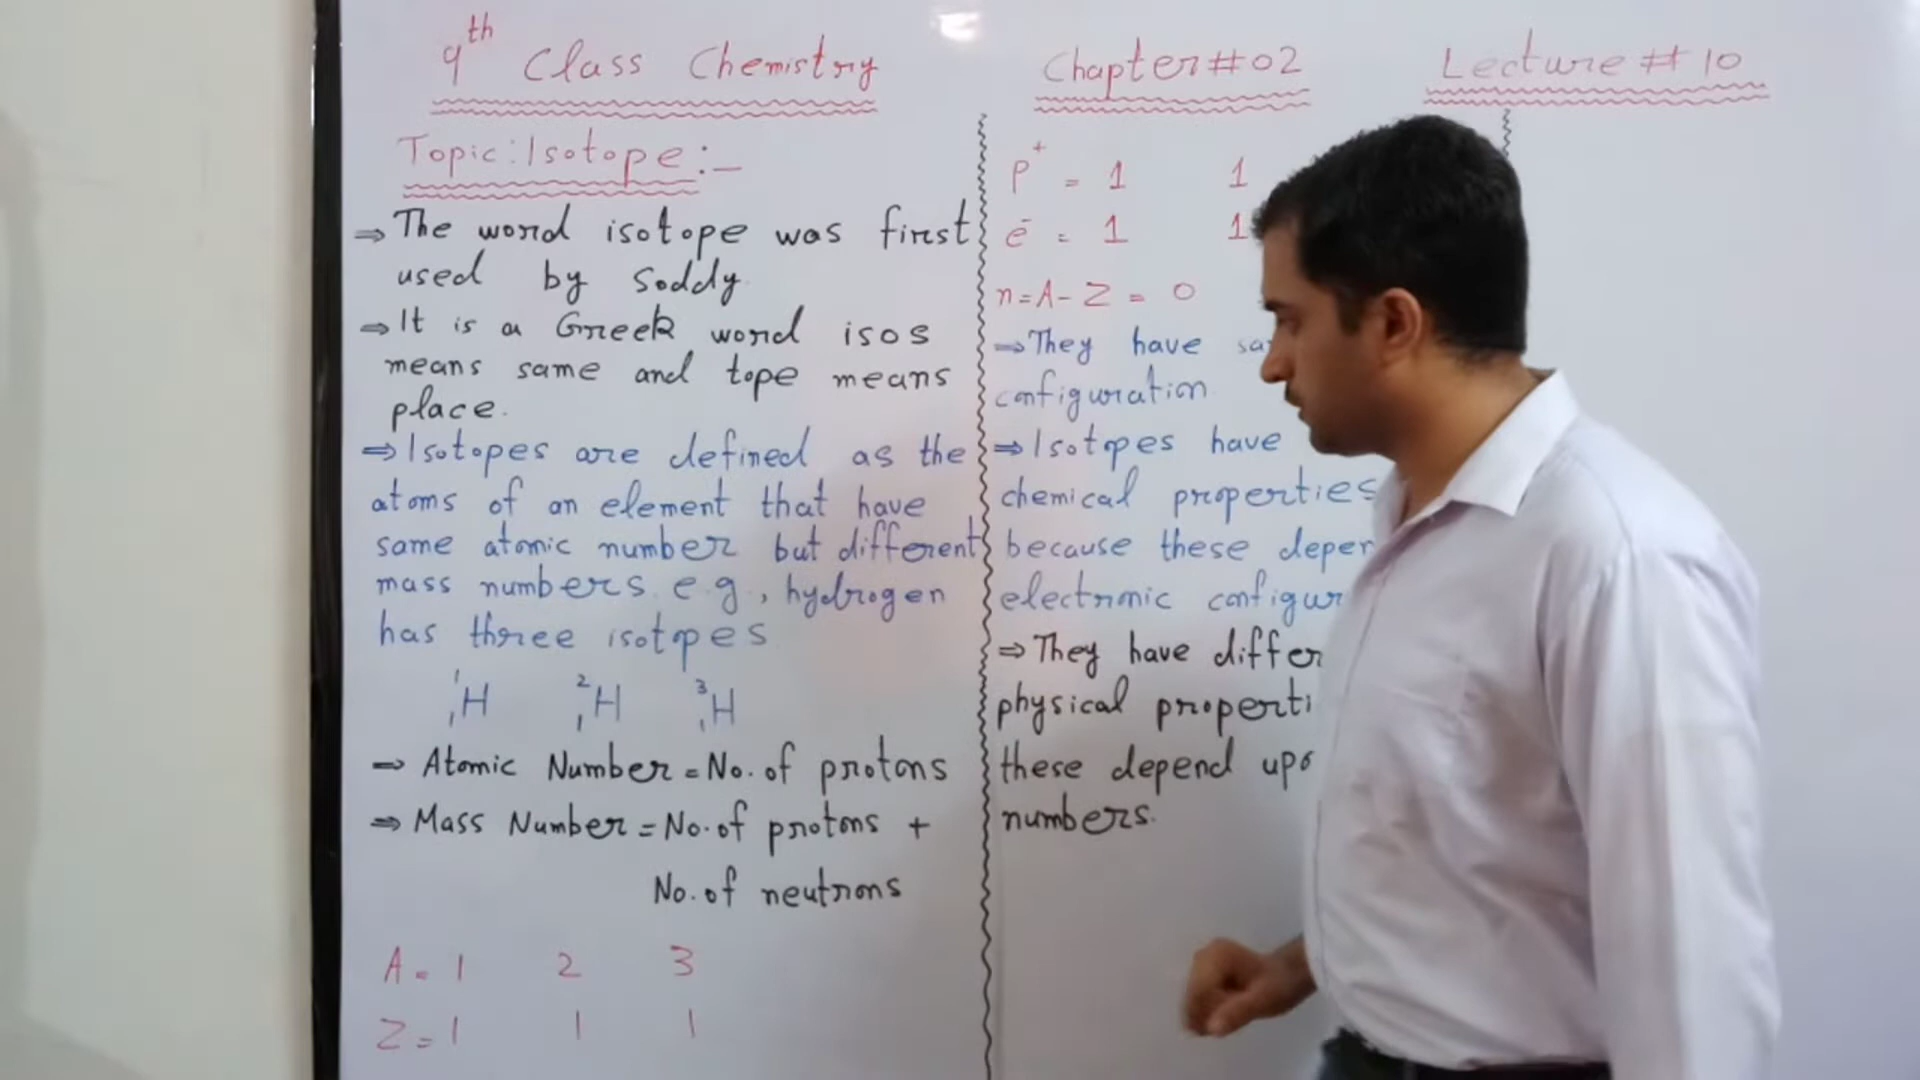 9th Class Chemistry
Chapter # 02
Lecture # 10
Topic : Isotope :-
⇒ The word isotope was first
used by Soddy.
⇒ It is a Greek word isos
means same and tope means
place.
⇒ Isotopes are defined as the
atoms of an element that have
same atomic number but different
mass numbers. e.g, hydrogen
has three isotopes
¹₁H ²₁H ³₁H
⇒ Atomic Number = No. of protons
⇒ Mass Number = No. of protons +
No. of neutrons
A = 1 2 3
Z = 1 1 1
p⁺ = 1 1
e⁻ = 1 1
n = A - Z = 0
⇒ They have
configuration
⇒ Isotopes have
chemical properties
because these
electronic
⇒ They have
physical
these depend
numbers.